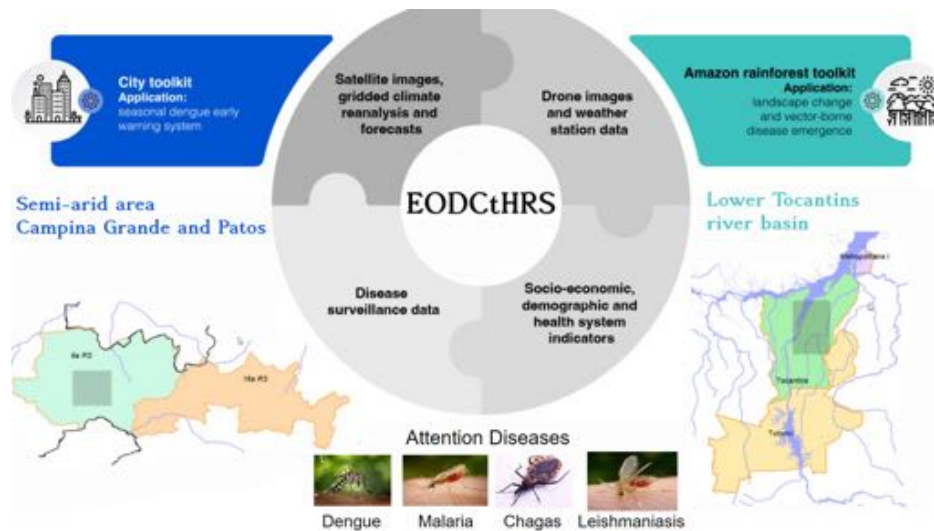 City toolkit
Application:
seasonal dengue early
warning system
Satellite images,
gridded climate
reanalysis and
forecasts
Drone images
and weather
station data
Amazon rainforest toolkit
Application:
landscape change
and vector-borne
disease emergence
EODCtHRS
Semi-arid area
Campina Grande and Patos
Lower Tocantins
river basin
Disease
surveillance data
Socio-economic,
demographic and
health system
indicators
Metropolitana I
Tocantins
Attention Diseases
Dengue
Malaria
Chagas
Leishmaniasis